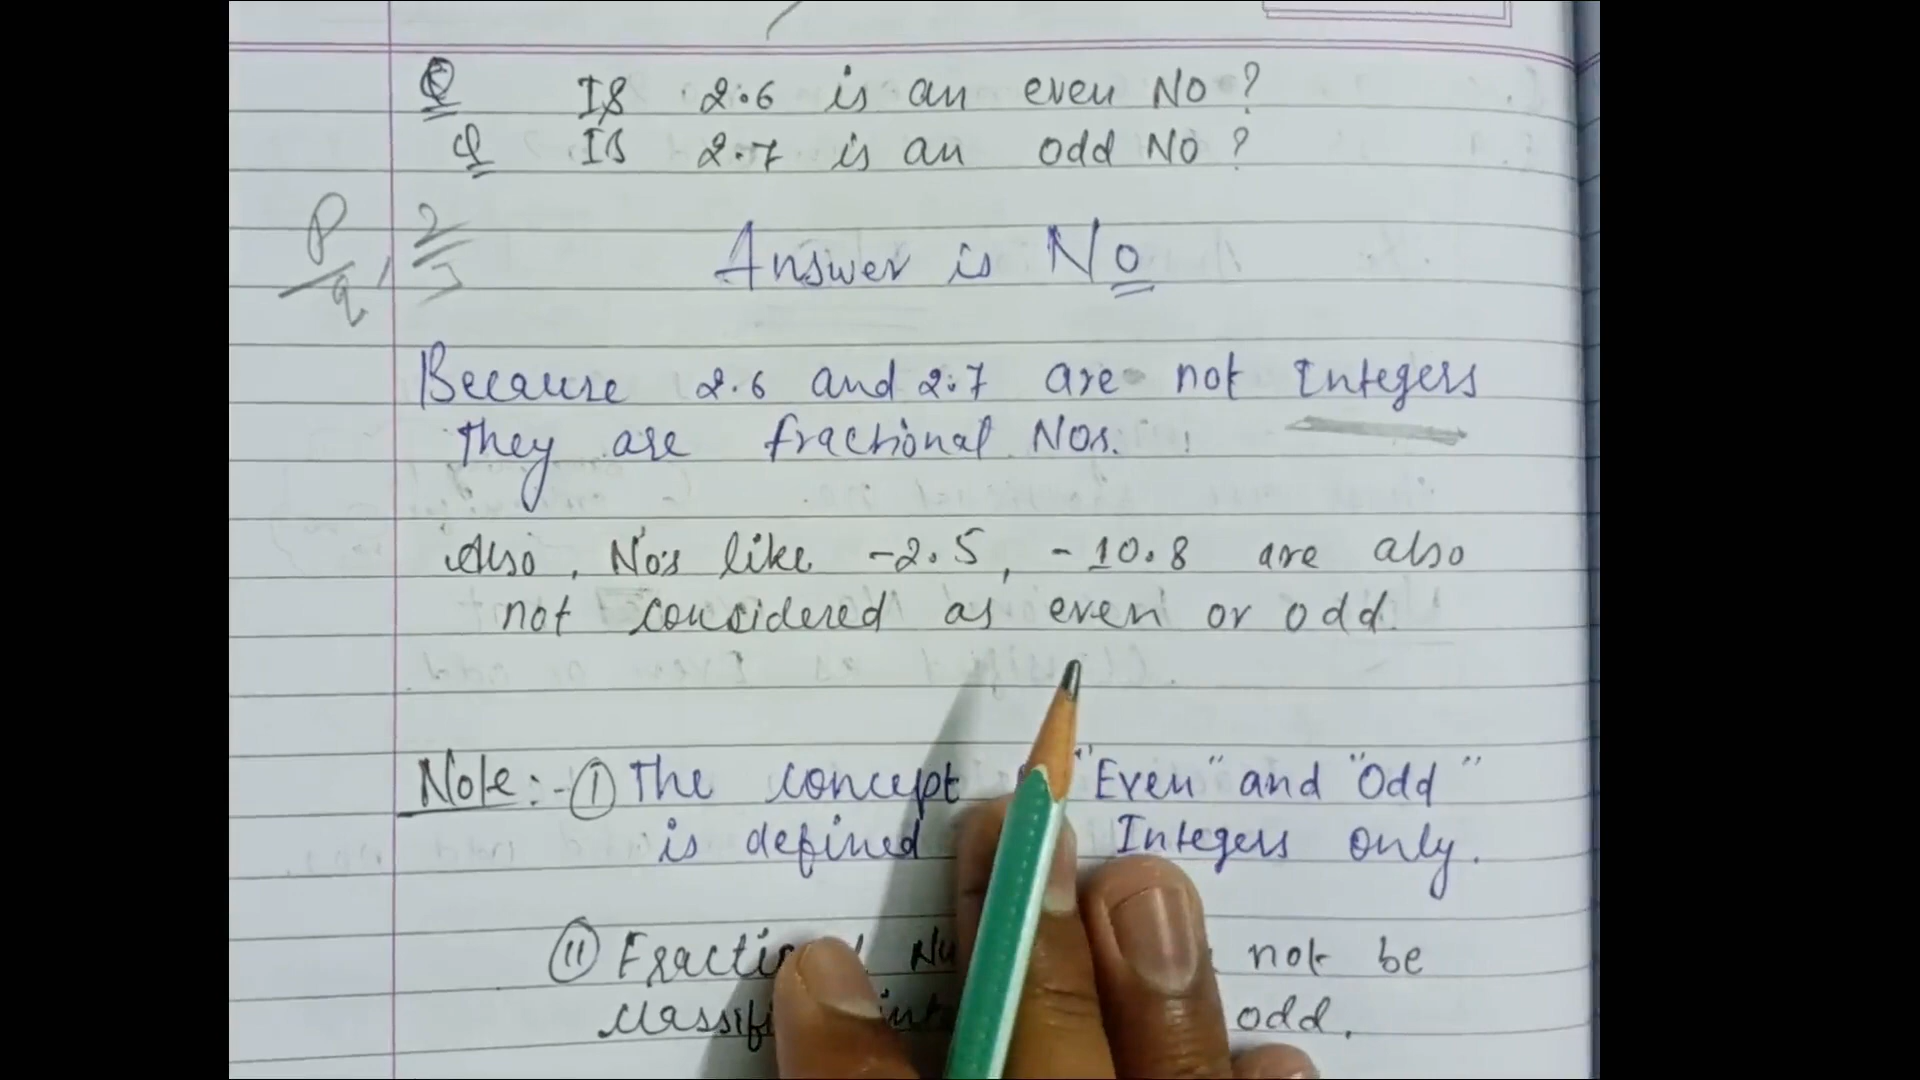 Q Is 2.6 is an even No?
Q Is 2.7 is an odd No?
P/q, 2/
Answer is No
Because 2.6 and 2.7 are not Integers
They are fractional Nos.
Also, No's like -2.5, -10.8 are also
not considered as even or odd.
Note:- (I) The concept "Even" and "Odd"
is defined Integers only.
(II) not be
odd.